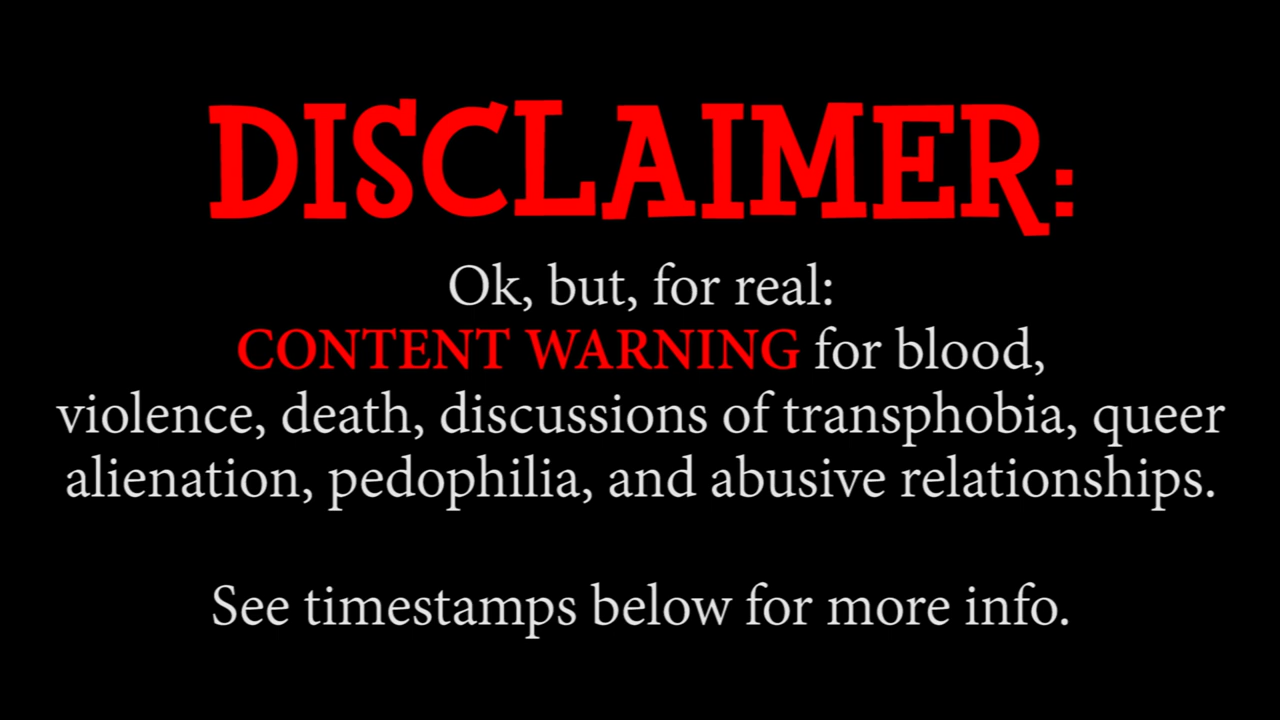 DISCLAIMER:
Ok, but, for real:
CONTENT WARNING for blood,
violence, death, discussions of transphobia, queer
alienation, pedophilia, and abusive relationships.
See timestamps below for more info.